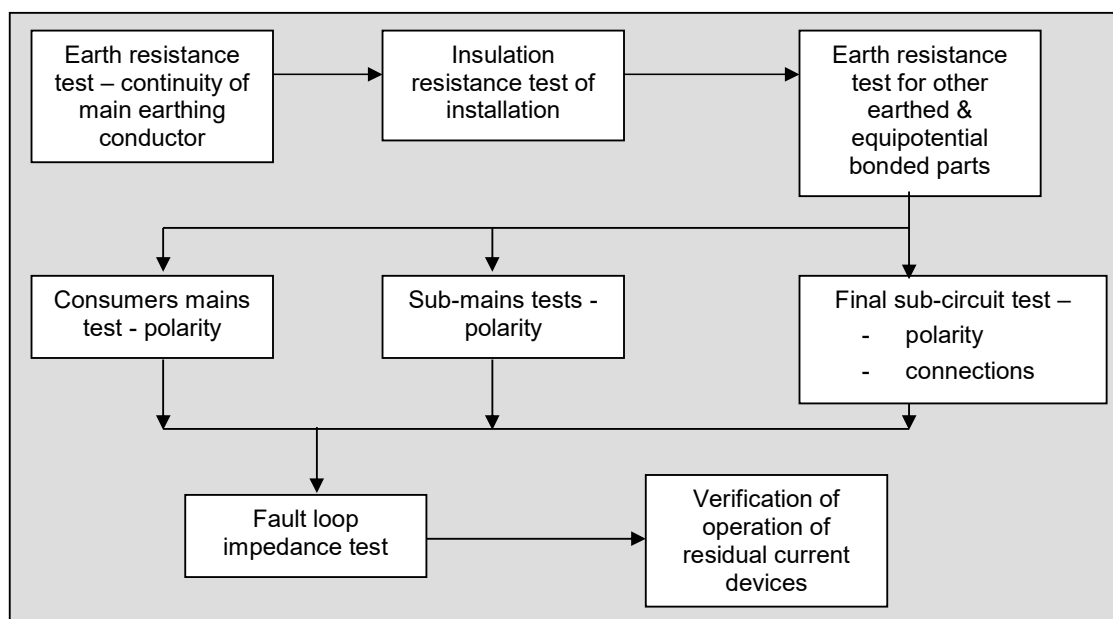 Earth resistance
test – continuity of
main earthing
conductor
Insulation
resistance test of
installation
Earth resistance
test for other
earthed &
equipotential
bonded parts
Consumers mains
test - polarity
Sub-mains tests -
polarity
Final sub-circuit test –
- polarity
- connections
Fault loop
impedance test
Verification of
operation of
residual current
devices